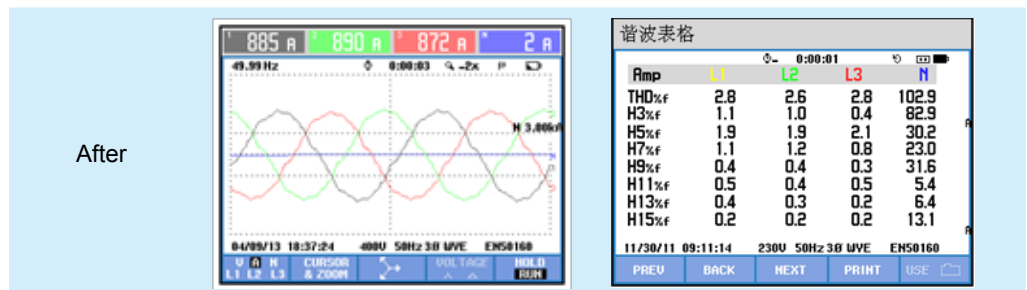 After
1 885 A 2 890 A 3 872 A N 2 A
49.99 Hz 0:00:03 -2x P
N 3.00kA
04/09/13 18:37:24 400V 50Hz 3Ø WYE EN50160
V A N CURSOR VOLTAGE HOLD
L1 L2 L3 & ZOOM RUN
谐波表格
0:00:01
Amp L1 L2 L3 N
THD%f 2.8 2.6 2.8 102.9
H3%f 1.1 1.0 0.4 82.9
H5%f 1.9 1.9 2.1 30.2
H7%f 1.1 1.2 0.8 23.0
H9%f 0.4 0.4 0.3 31.6
H11%f 0.5 0.4 0.5 5.4
H13%f 0.4 0.3 0.2 6.4
H15%f 0.2 0.2 0.2 13.1
11/30/11 09:11:14 230V 50Hz 3Ø WYE EN50160
PREV BACK NEXT PRINT USE